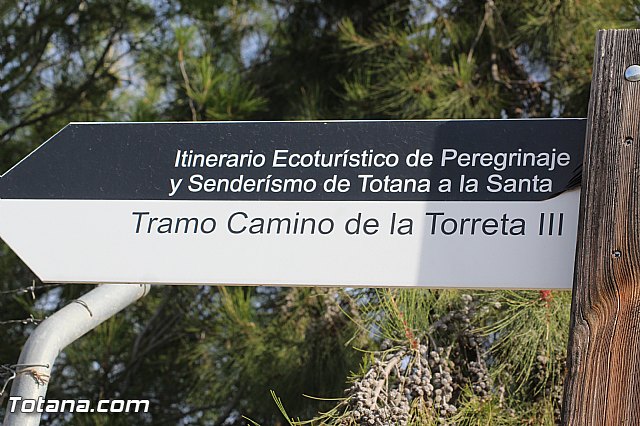 Itinerario Ecoturístico de Peregrinaje
y Senderísmo de Totana a la Santa
Tramo Camino de la Torreta III
Totana.com